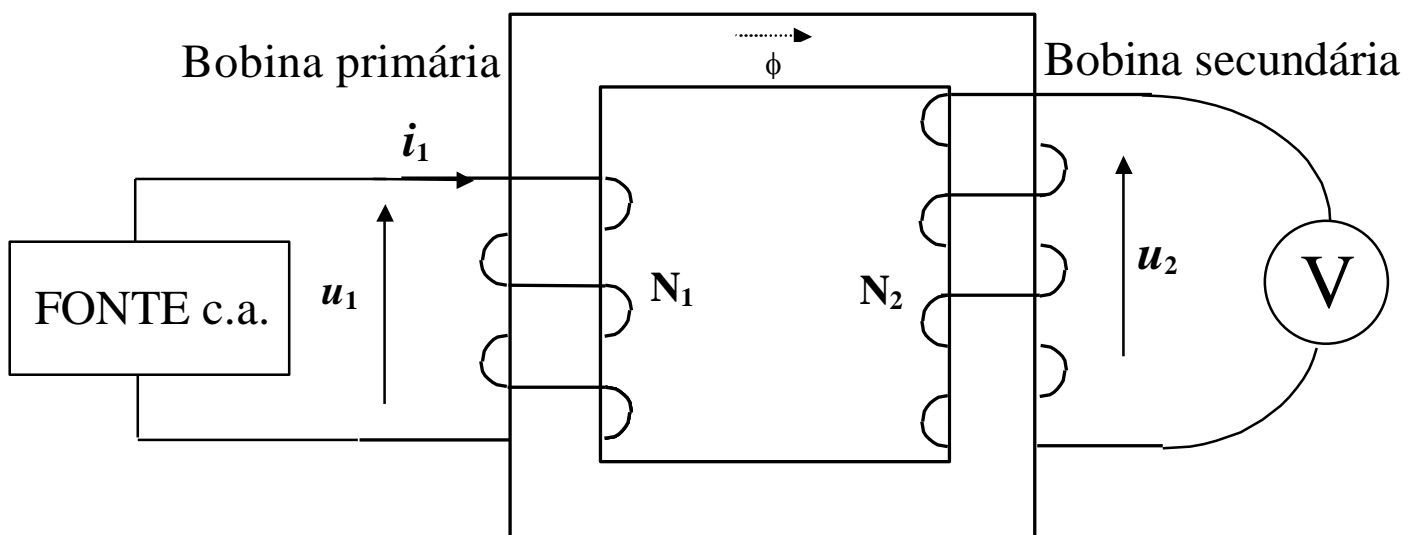 ϕ
Bobina primária
Bobina secundária
i₁
u₁
N₁
N₂
u₂
V
FONTE c.a.